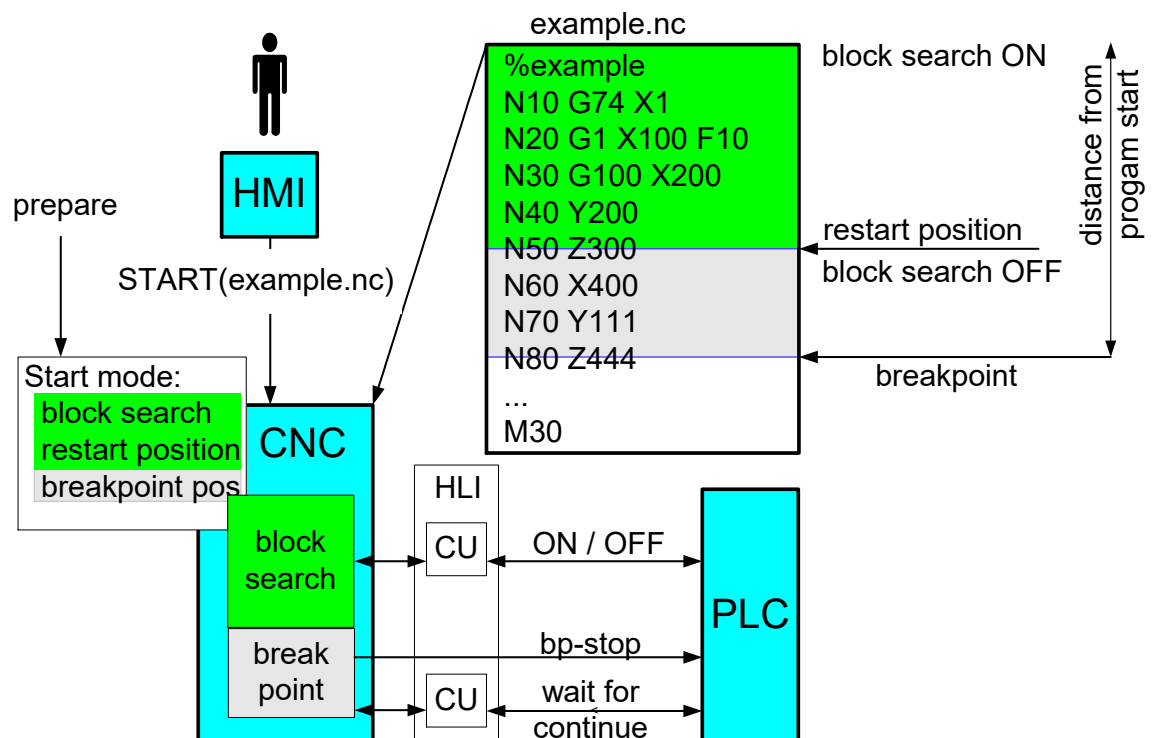 example.nc
block search ON
%example
N10 G74 X1
N20 G1 X100 F10
N30 G100 X200
N40 Y200
N50 Z300
N60 X400
N70 Y111
N80 Z444
...
M30
restart position
block search OFF
breakpoint
distance from
progam start
HMI
prepare
START(example.nc)
Start mode:
block search
restart position
breakpoint pos
CNC
block
search
break
point
HLI
CU
CU
ON / OFF
bp-stop
wait for
continue
PLC